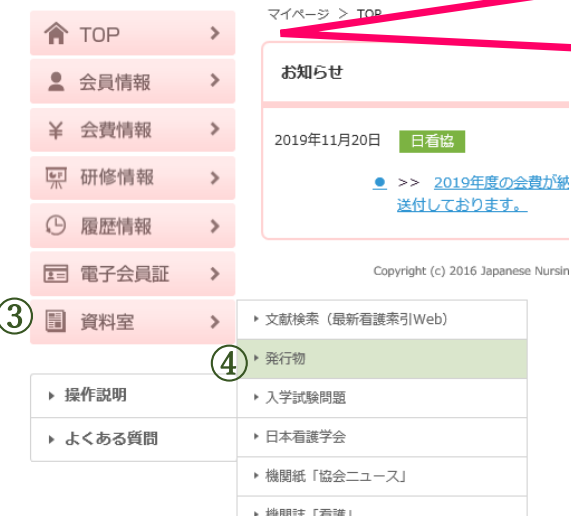 マイページ > TOP
TOP
会員情報
¥ 会費情報
研修情報
履歴情報
電子会員証
③ 資料室
操作説明
よくある質問
お知らせ
2019年11月20日 日看協
>> 2019年度の会費が納
送付しております。
Copyright (c) 2016 Japanese Nursin
文献検索（最新看護索引Web）
④ 発行物
入学試験問題
日本看護学会
機関紙「協会ニュース」
機関誌「看護」